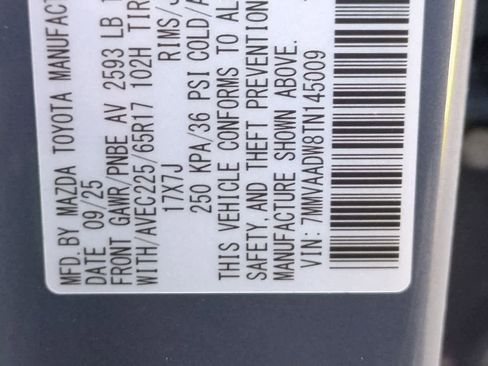 MFD. BY MAZDA TOYOTA MANUFACT
DATE 09/25
FRONT GAWR/PNBE AV 2593 LB
WITH/AVEC225/65R17 102H TIR
17X7J RIMS/J
250 KPA/36 PSI COLD/A
THIS VEHICLE CONFORMS TO AL
SAFETY AND THEFT PREVENTION
MANUFACTURE SHOWN ABOVE.
VIN: 7MMVAADW8TN145009